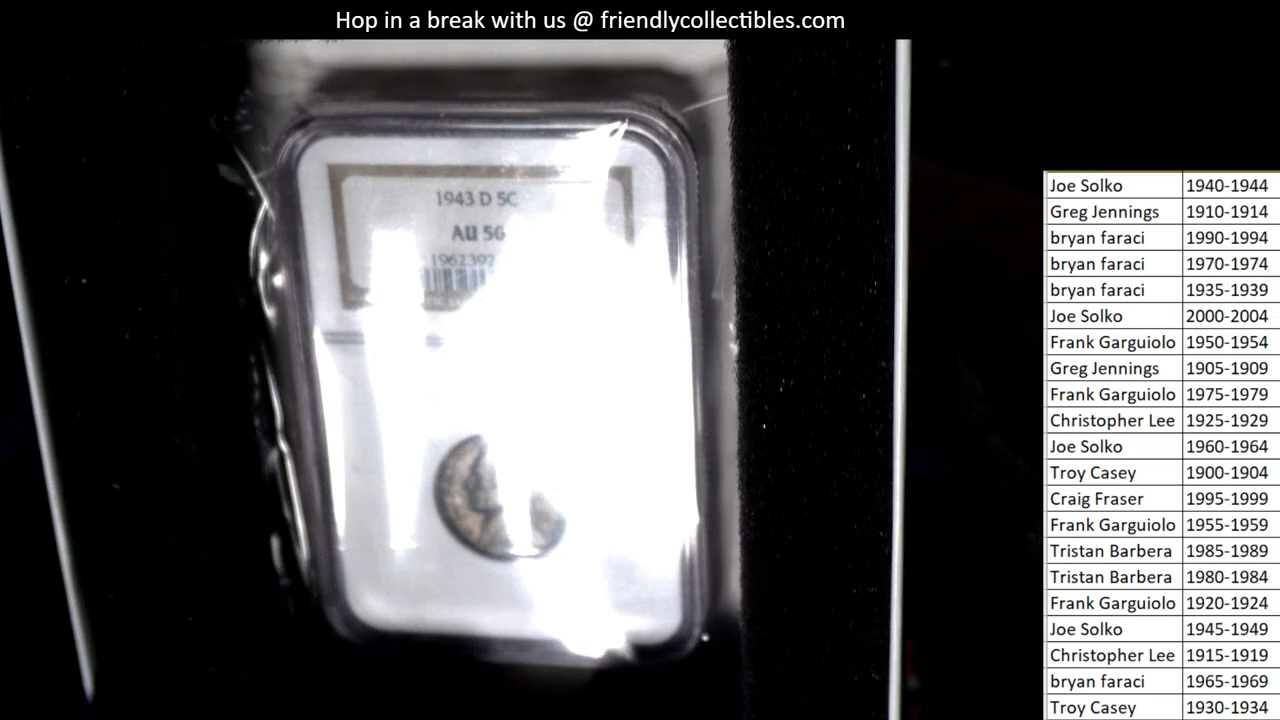 Hop in a break with us @ friendlycollectibles.com
1943 D 5C
AU 50
Joe Solko 1940-1944
Greg Jennings 1910-1914
bryan faraci 1990-1994
bryan faraci 1970-1974
bryan faraci 1935-1939
Joe Solko 2000-2004
Frank Garguiolo 1950-1954
Greg Jennings 1905-1909
Frank Garguiolo 1975-1979
Christopher Lee 1925-1929
Joe Solko 1960-1964
Troy Casey 1900-1904
Craig Fraser 1995-1999
Frank Garguiolo 1955-1959
Tristan Barbera 1985-1989
Tristan Barbera 1980-1984
Frank Garguiolo 1920-1924
Joe Solko 1945-1949
Christopher Lee 1915-1919
bryan faraci 1965-1969
Troy Casey 1930-1934